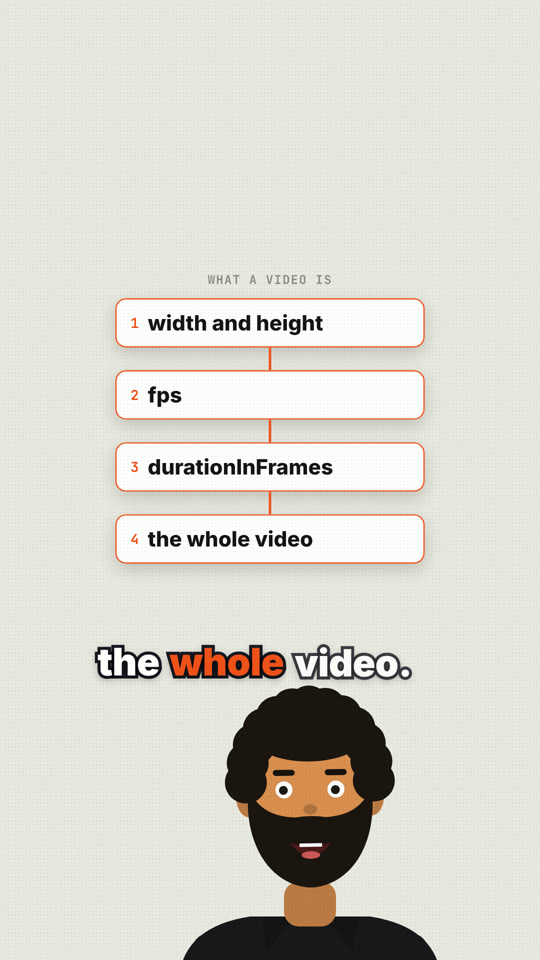 WHAT A VIDEO IS
1 width and height
2 fps
3 durationInFrames
4 the whole video
the whole video.